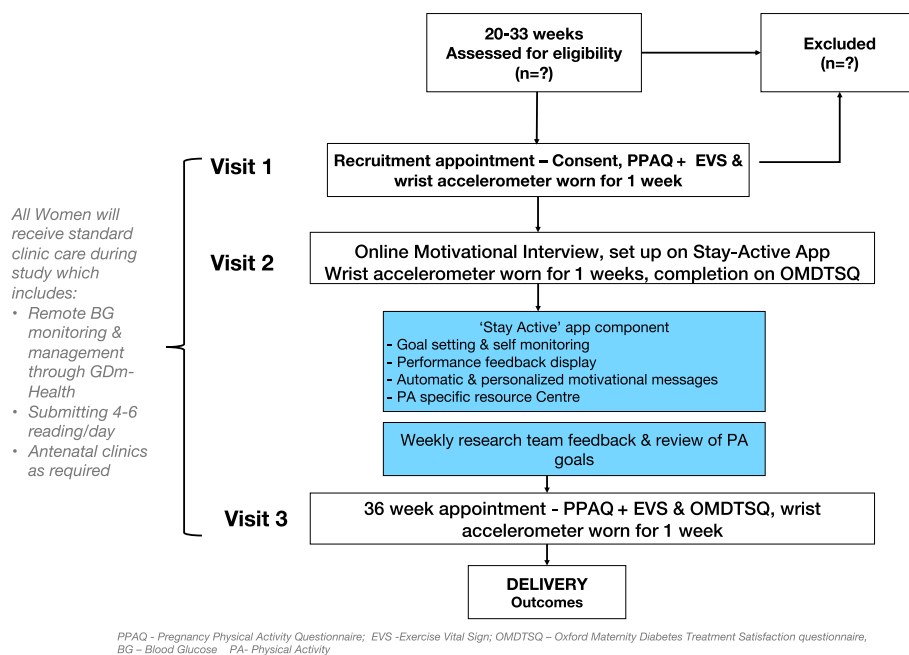 20-33 weeks
Assessed for eligibility
(n=?)
Excluded
(n=?)
Visit 1
Recruitment appointment – Consent, PPAQ + EVS &
wrist accelerometer worn for 1 week
All Women will
receive standard
clinic care during
study which
includes:
• Remote BG
monitoring &
management
through GDm-
Health
• Submitting 4-6
reading/day
• Antenatal clinics
as required
Visit 2
Online Motivational Interview, set up on Stay-Active App
Wrist accelerometer worn for 1 weeks, completion on OMDTSQ
‘Stay Active’ app component
- Goal setting & self monitoring
- Performance feedback display
- Automatic & personalized motivational messages
- PA specific resource Centre
Weekly research team feedback & review of PA
goals
Visit 3
36 week appointment - PPAQ + EVS & OMDTSQ, wrist
accelerometer worn for 1 week
DELIVERY
Outcomes
PPAQ - Pregnancy Physical Activity Questionnaire; EVS -Exercise Vital Sign; OMDTSQ – Oxford Maternity Diabetes Treatment Satisfaction questionnaire,
BG – Blood Glucose PA- Physical Activity